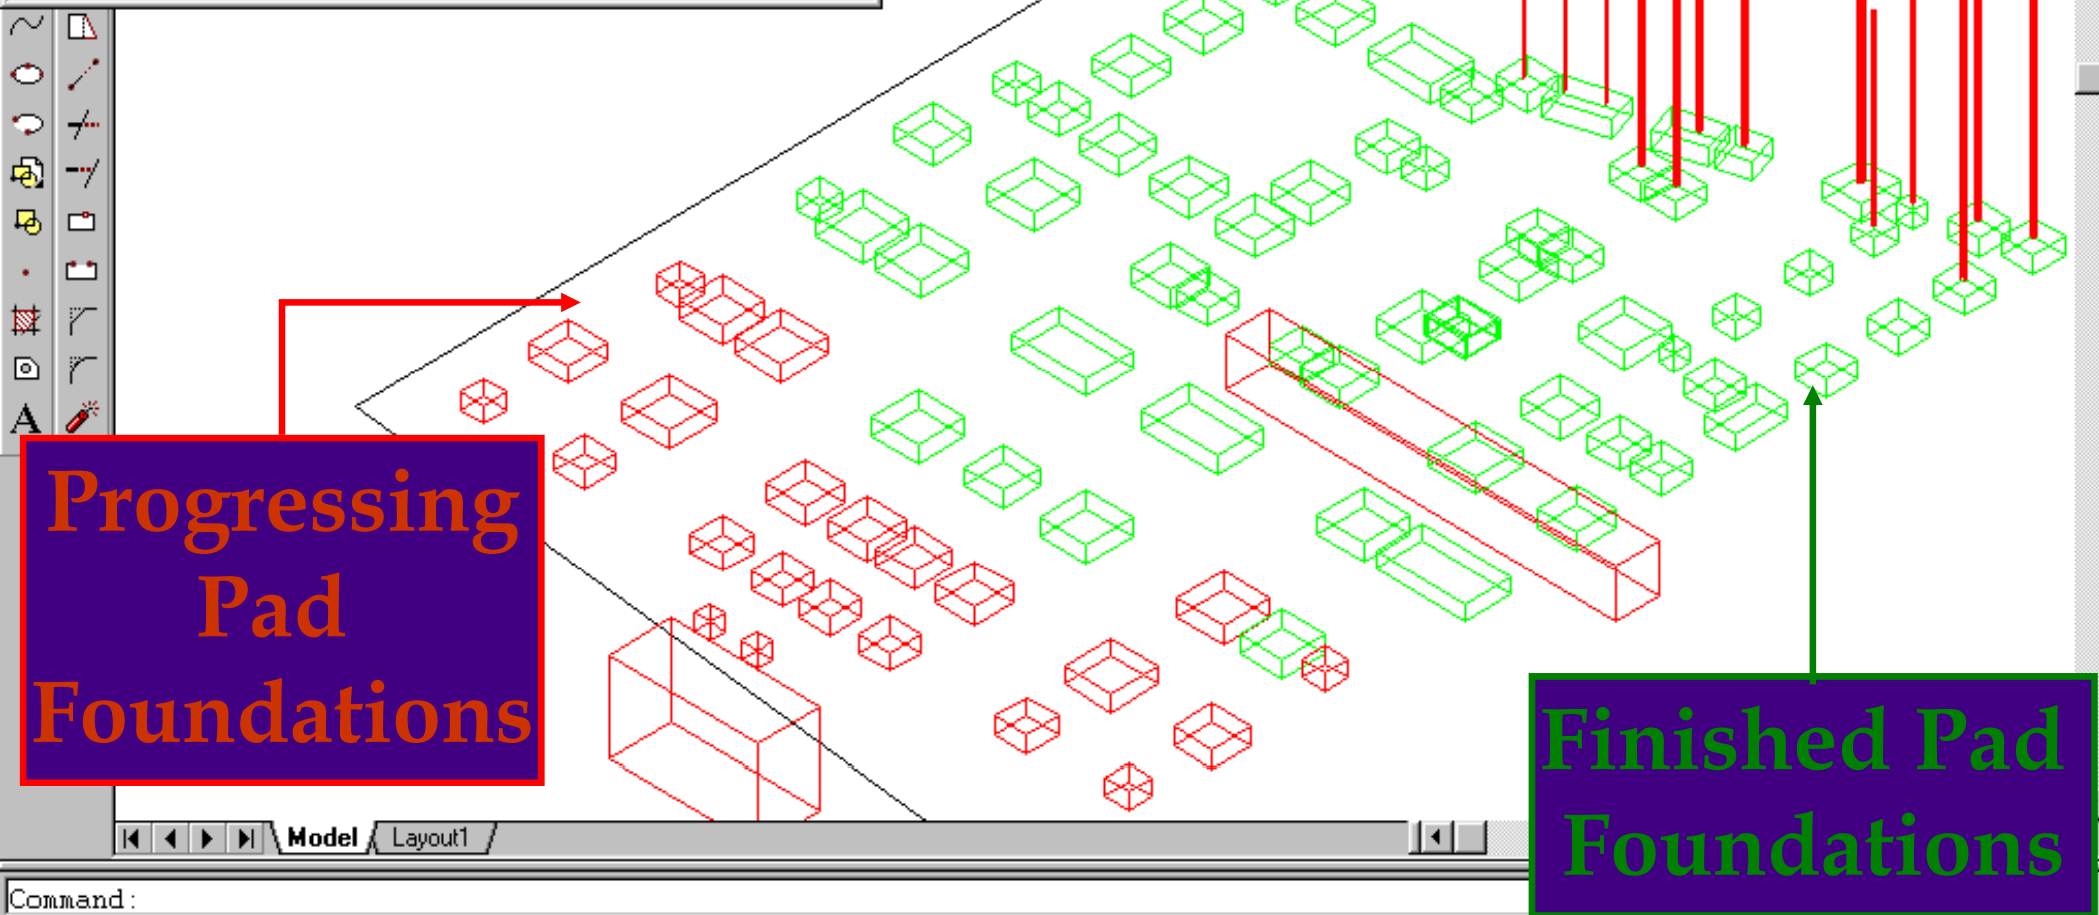 A
Progressing
Pad
Foundations
Finished Pad
Foundations
Model
Layout1
Command: